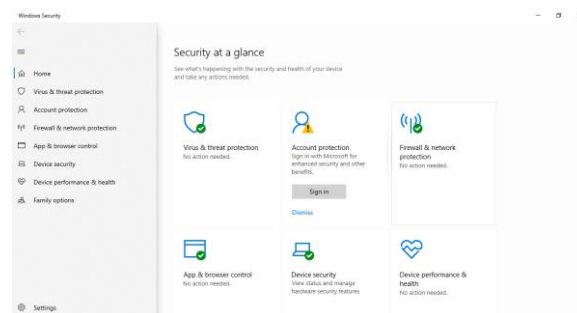 Windows Security
Home
Virus & threat protection
Account protection
Firewall & network protection
App & browser control
Device security
Device performance & health
Family options
Settings
Security at a glance
See what's happening with the security and health of your device
and take any actions needed.
Virus & threat protection
No action needed.
Account protection
Sign in with Microsoft for
enhanced security and other
benefits.
Sign in
Dismiss
Firewall & network
protection
No action needed.
App & browser control
No action needed.
Device security
View status and manage
hardware security features
Device performance &
health
No action needed.